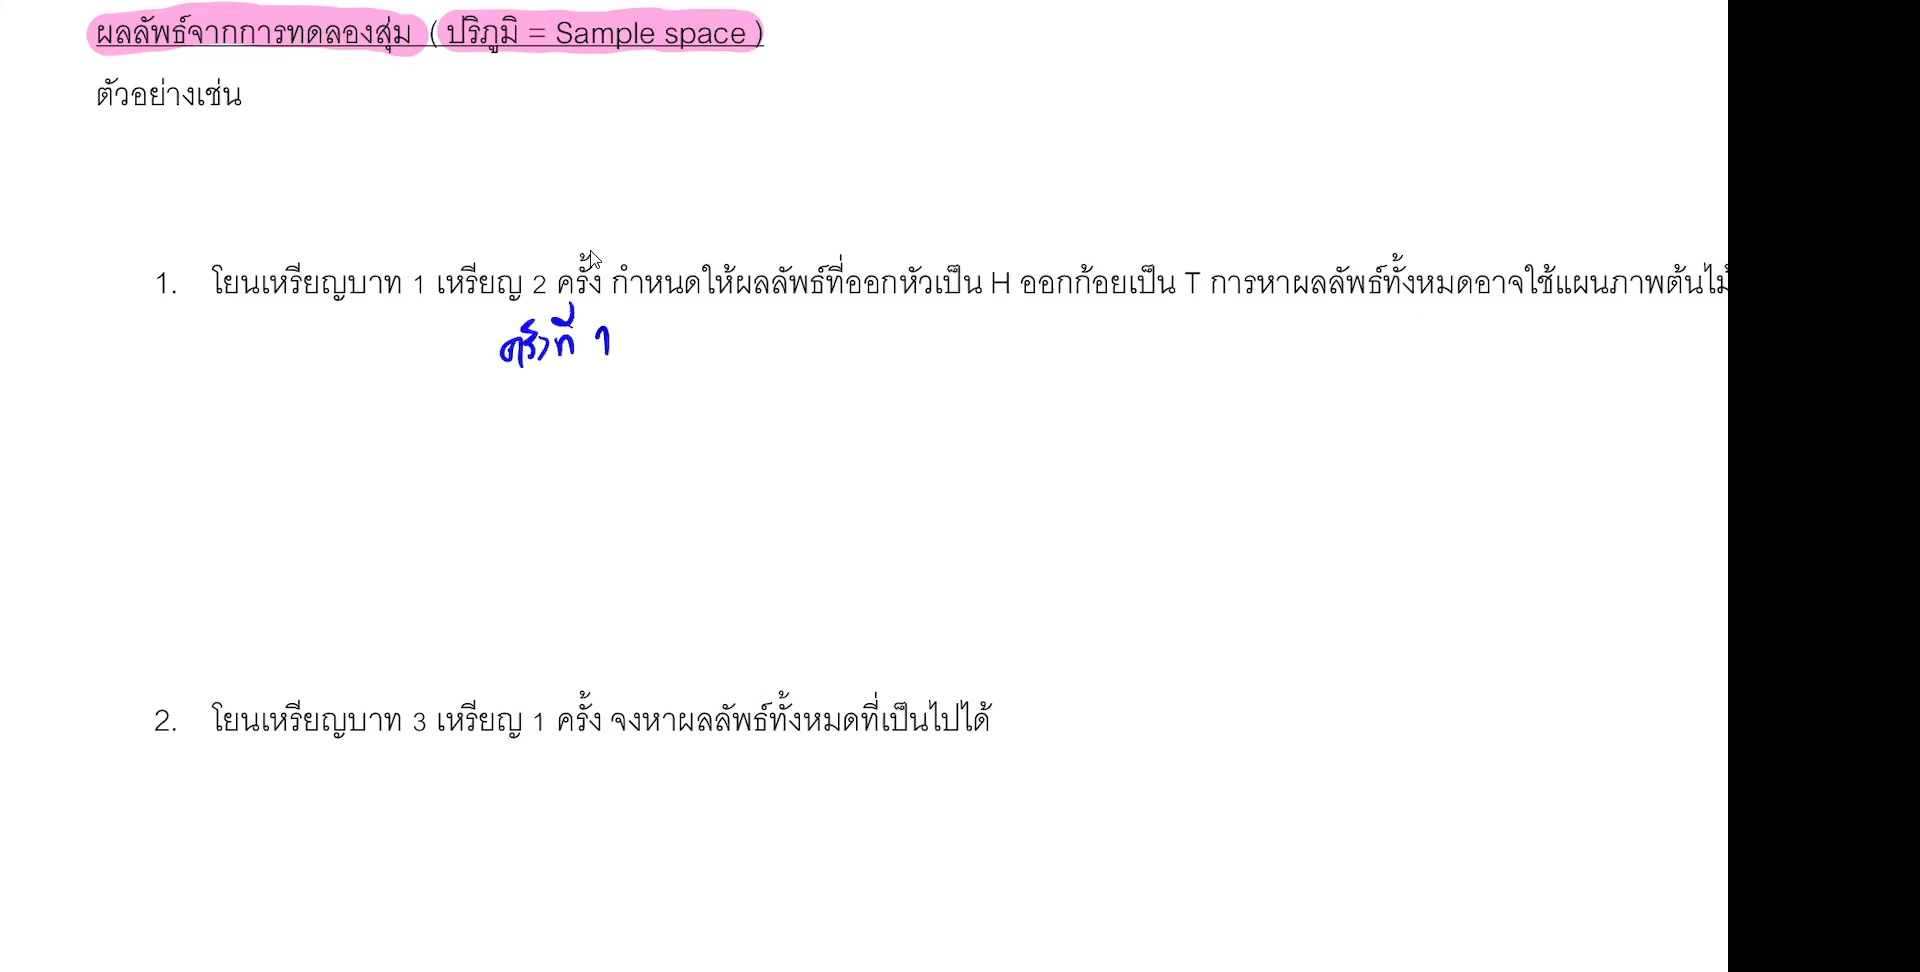 ผลลัพธ์จากการทดลองสุ่ม ( ปริภูมิ = Sample space )
ตัวอย่างเช่น
1. โยนเหรียญบาท 1 เหรียญ 2 ครั้ง กำหนดให้ผลลัพธ์ที่ออกหัวเป็น H ออกก้อยเป็น T การหาผลลัพธ์ทั้งหมดอาจใช้แผนภาพต้นไม้
ครั้งที่ 1
2. โยนเหรียญบาท 3 เหรียญ 1 ครั้ง จงหาผลลัพธ์ทั้งหมดที่เป็นไปได้